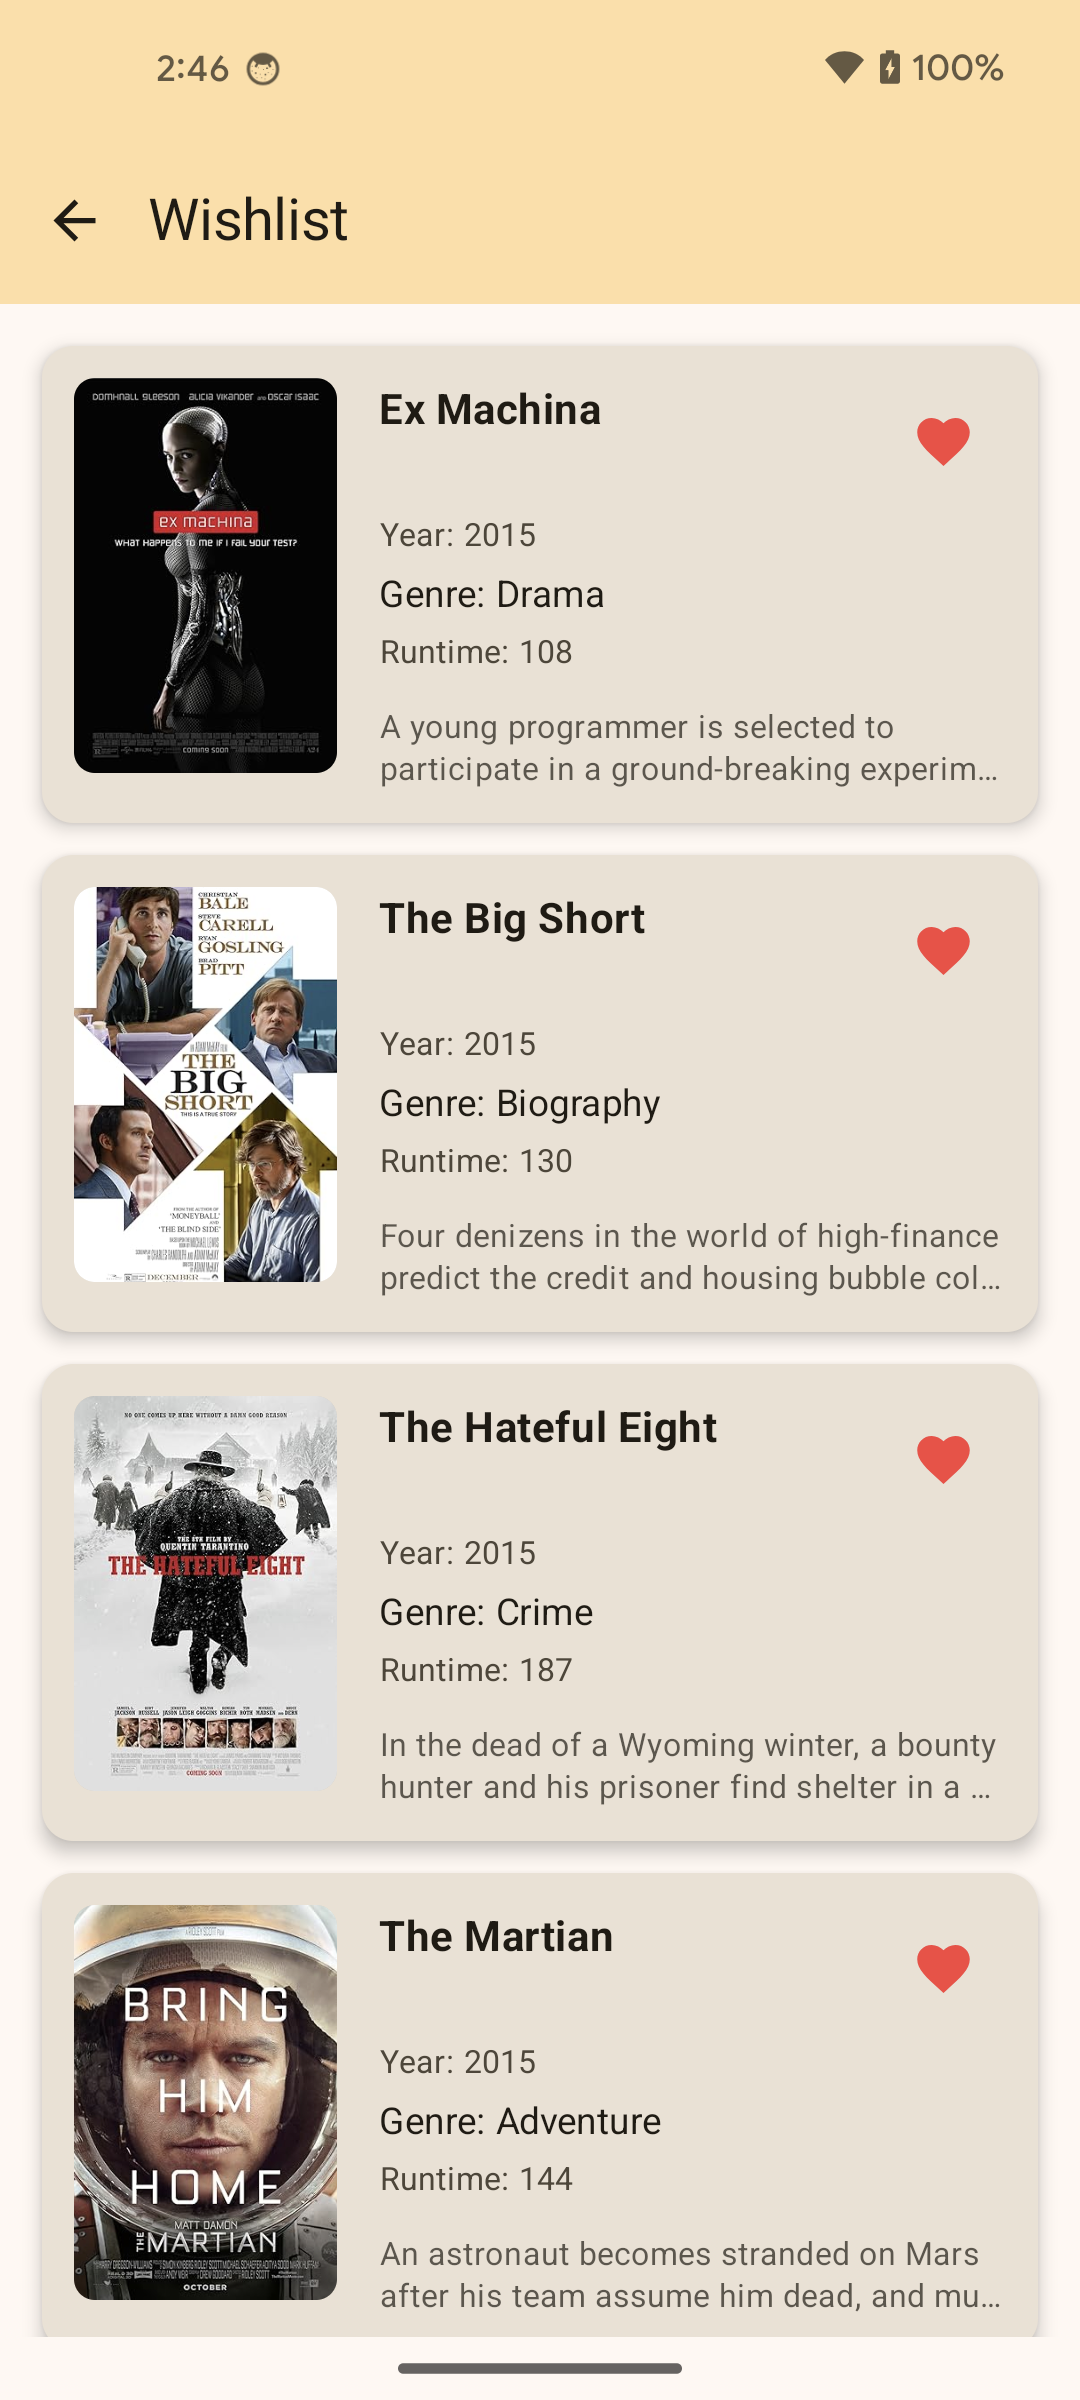 2:46
100%
Wishlist
DOMHNALL GLEESON ALICIA VIKANDER AND OSCAR ISAAC
ex machina
WHAT HAPPENS TO ME IF I FAIL YOUR TEST?
COMING SOON
Ex Machina
Year: 2015
Genre: Drama
Runtime: 108
A young programmer is selected to
participate in a ground-breaking experim…
CHRISTIAN
BALE
STEVE
CARELL
RYAN
GOSLING
BRAD
PITT
THE
BIG
SHORT
THIS IS A TRUE STORY
FROM THE AUTHOR OF
'MONEYBALL'
AND
'THE BLIND SIDE'
DECEMBER
The Big Short
Year: 2015
Genre: Biography
Runtime: 130
Four denizens in the world of high-finance
predict the credit and housing bubble col…
NO ONE COMES UP HERE WITHOUT A DAMN GOOD REASON
THE 8TH FILM BY
QUENTIN TARANTINO
THE HATEFUL EIGHT
COMING SOON
The Hateful Eight
Year: 2015
Genre: Crime
Runtime: 187
In the dead of a Wyoming winter, a bounty
hunter and his prisoner find shelter in a …
BRING
HIM
HOME
MATT DAMON
THE MARTIAN
OCTOBER
The Martian
Year: 2015
Genre: Adventure
Runtime: 144
An astronaut becomes stranded on Mars
after his team assume him dead, and mu…